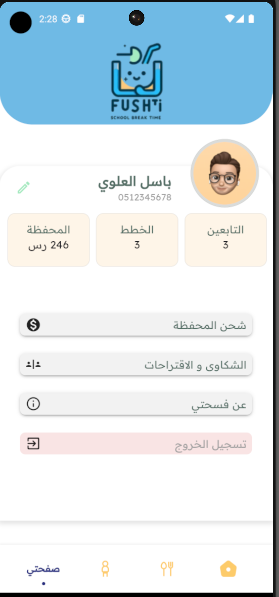 2:28
FUSHTI
SCHOOL BREAK TIME
باسل العلوي
0512345678
التابعين
3
الخطط
3
المحفظة
246 رس
شحن المحفظة
الشكاوى و الاقتراحات
عن فسحتي
تسجيل الخروج
صفحتي